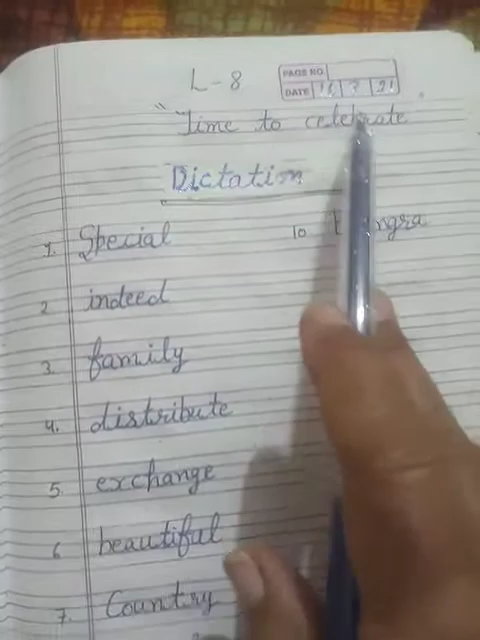 L-8
PAGE NO.
DATE
"Time to celebrate
Dictation
1. Special
2 indeed
3. family
4. distribute
5. exchange
6 beautiful
7. Country
10